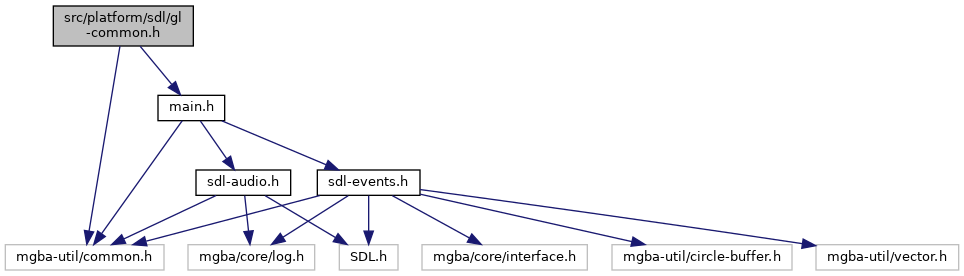 src/platform/sdl/gl
-common.h
main.h
sdl-audio.h
sdl-events.h
mgba-util/common.h
mgba/core/log.h
SDL.h
mgba/core/interface.h
mgba-util/circle-buffer.h
mgba-util/vector.h